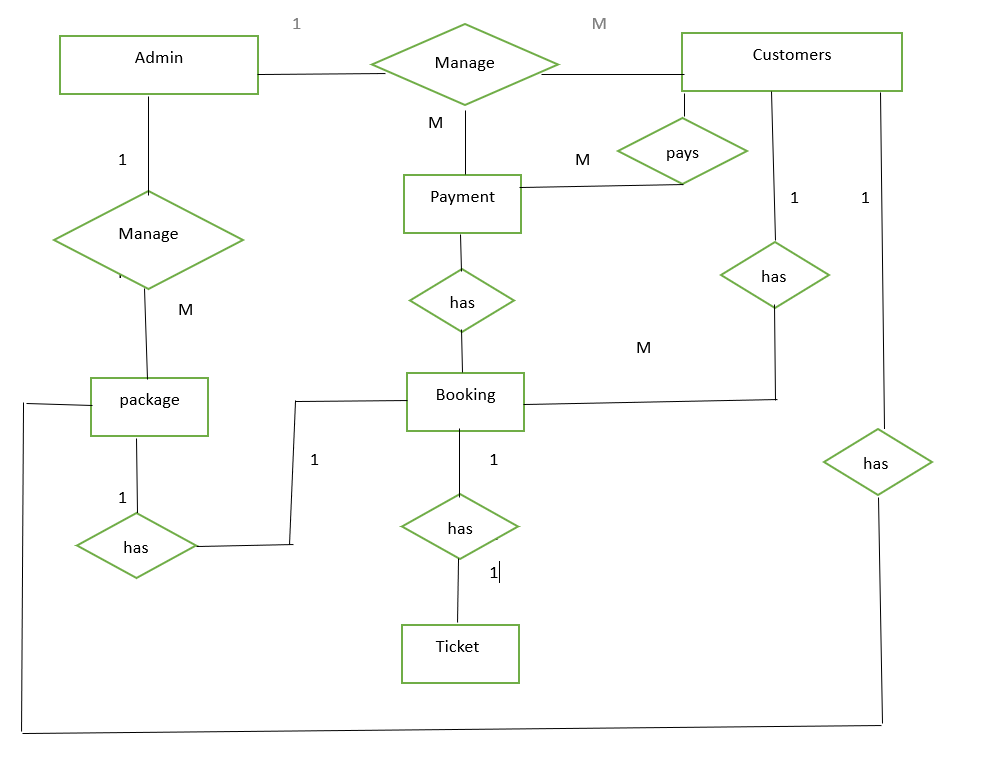 1
M
Admin
Manage
Customers
M
1
M
pays
Payment
1
1
Manage
has
has
M
M
package
Booking
1
1
has
1
has
has
1
Ticket